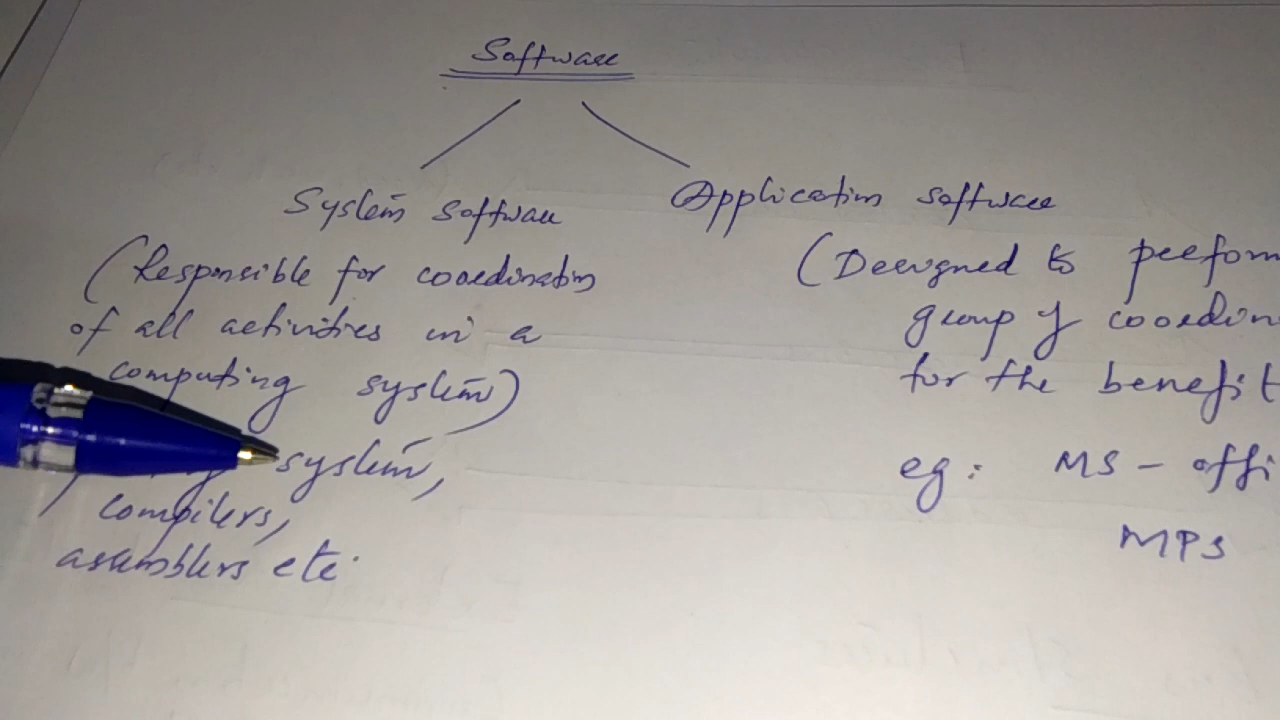 Software
System software
Application software
(Responsible for coordination
of all activities in a
computing system)
system,
compilers,
assemblers etc.
(Designed to perform
group of coordin
for the benefit
eg: MS - offi
MPS